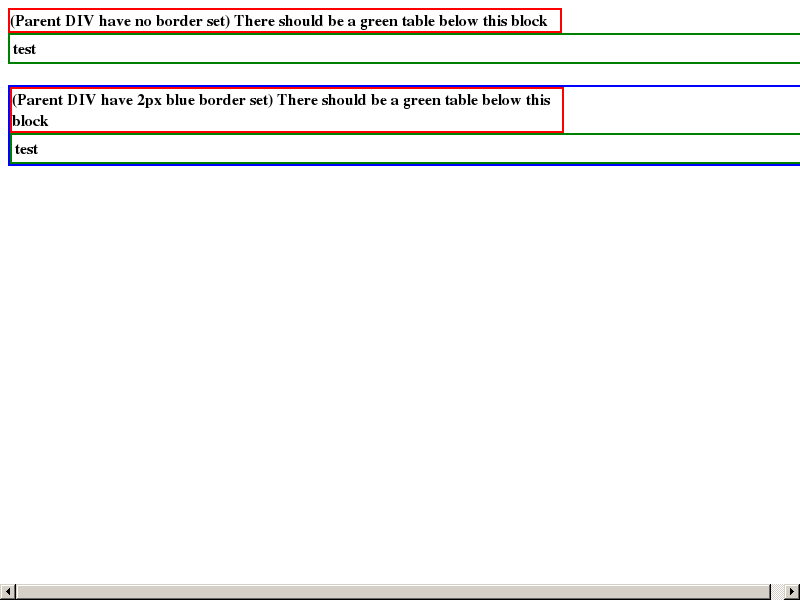 (Parent DIV have no border set) There should be a green table below this block
test
(Parent DIV have 2px blue border set) There should be a green table below this
block
test